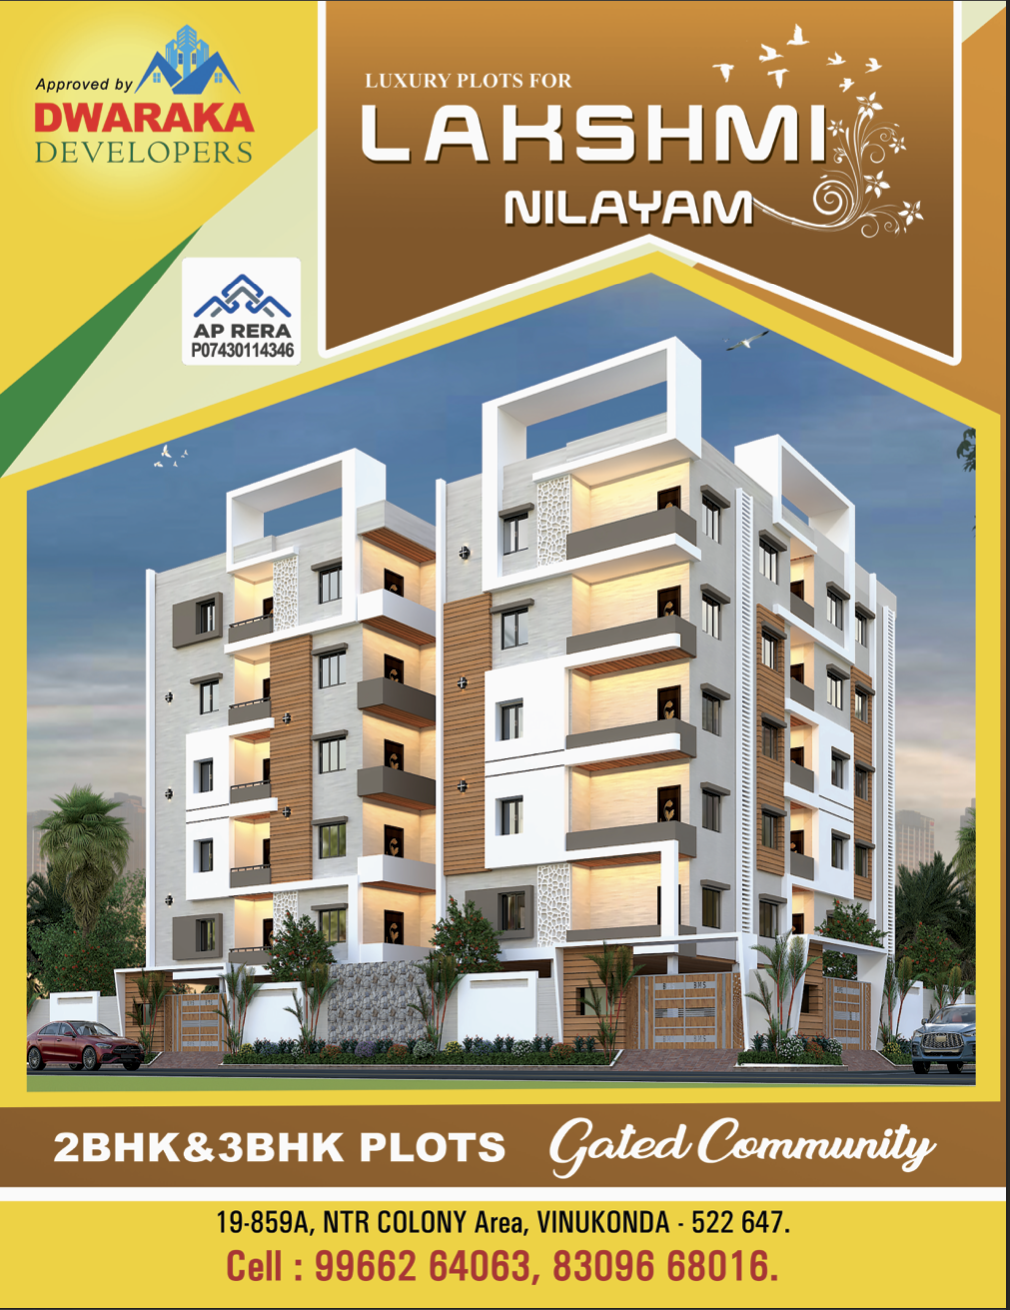 Approved by
DWARAKA
DEVELOPERS
LUXURY PLOTS FOR
LAKSHMI
NILAYAM
AP RERA
P07430114346
2BHK&3BHK PLOTS
Gated Community
19-859A, NTR COLONY Area, VINUKONDA - 522 647.
Cell : 99662 64063, 83096 68016.